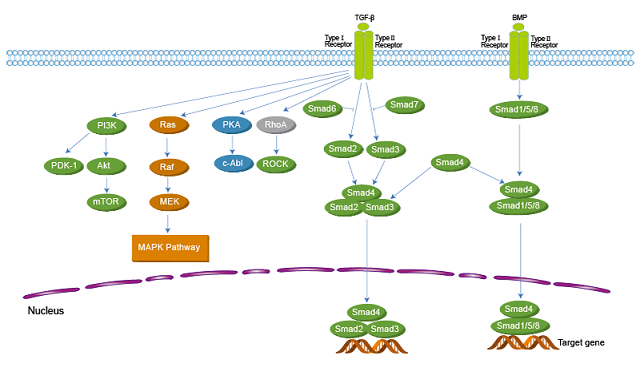 TGF-β
BMP
Type I
Receptor
Type II
Receptor
Type I
Receptor
Type II
Receptor
Smad6
Smad7
Smad1/5/8
PI3K
Ras
PKA
RhoA
Smad2
Smad3
PDK-1
Akt
Raf
c-Abl
ROCK
Smad4
mTOR
MEK
Smad4
Smad2
Smad3
Smad4
Smad1/5/8
MAPK Pathway
Nucleus
Smad4
Smad2
Smad3
Smad4
Smad1/5/8
Target gene